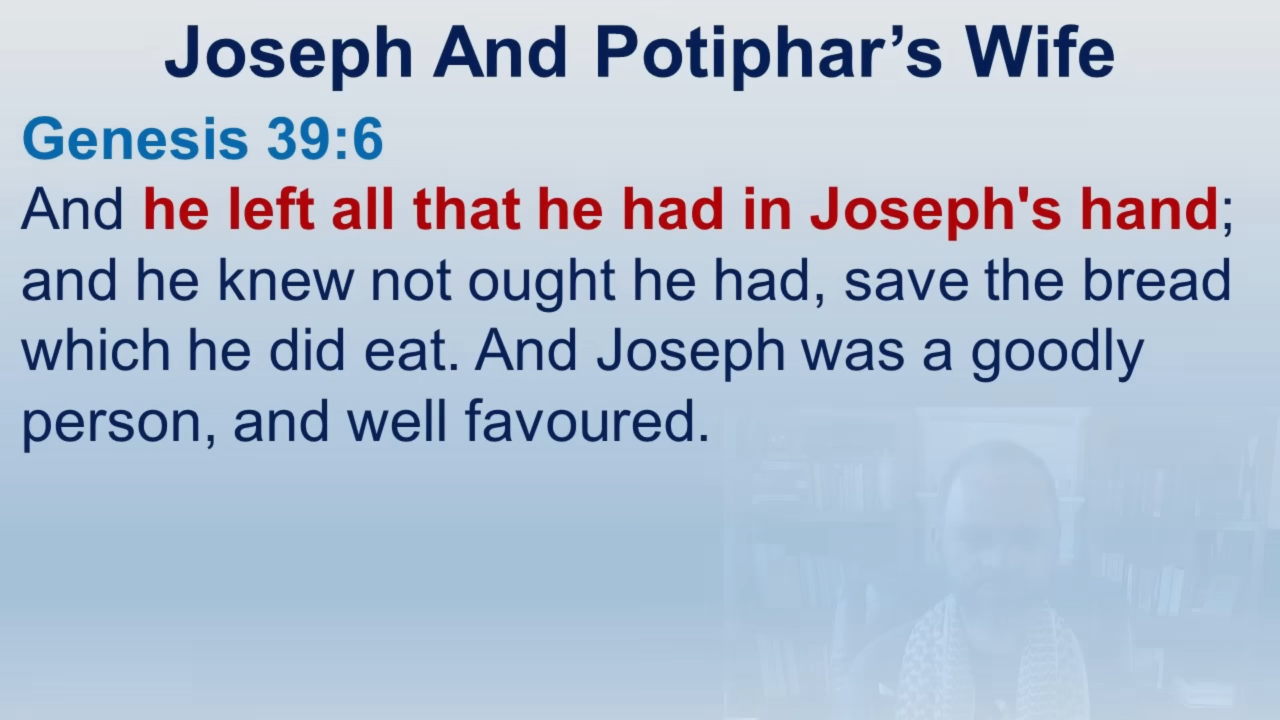 Joseph And Potiphar’s Wife
Genesis 39:6
And he left all that he had in Joseph's hand;
and he knew not ought he had, save the bread
which he did eat. And Joseph was a goodly
person, and well favoured.